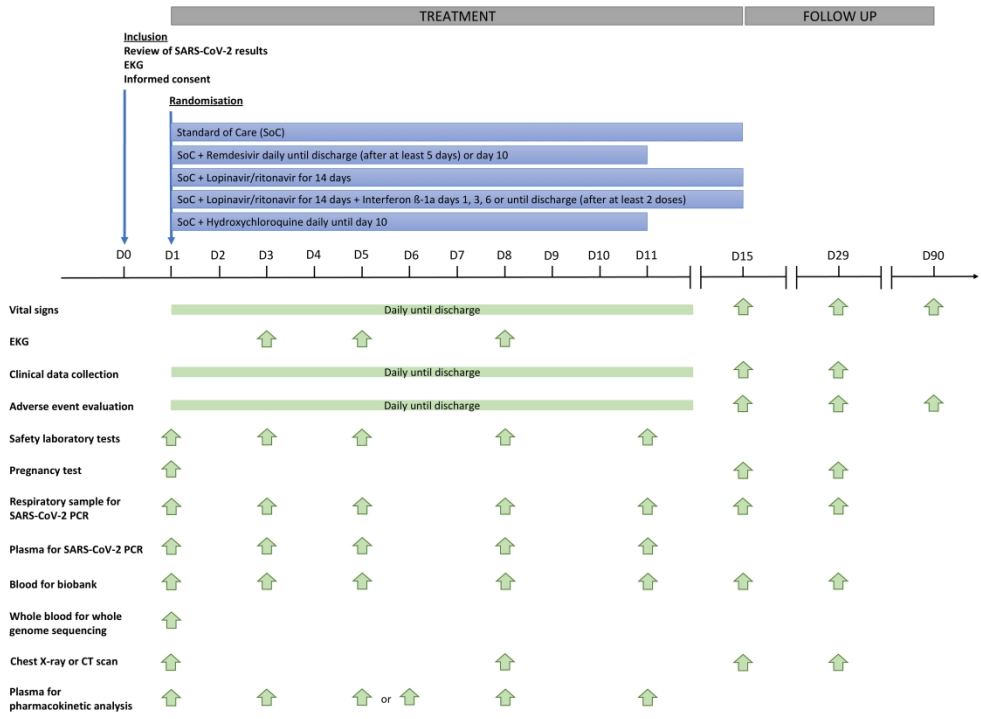 TREATMENT
FOLLOW UP
Inclusion
Review of SARS-CoV-2 results
EKG
Informed consent
Randomisation
Standard of Care (SoC)
SoC + Remdesivir daily until discharge (after at least 5 days) or day 10
SoC + Lopinavir/ritonavir for 14 days
SoC + Lopinavir/ritonavir for 14 days + Interferon ß-1a days 1, 3, 6 or until discharge (after at least 2 doses)
SoC + Hydroxychloroquine daily until day 10
D0 D1 D2 D3 D4 D5 D6 D7 D8 D9 D10 D11 D15 D29 D90
Vital signs
Daily until discharge
EKG
Clinical data collection
Daily until discharge
Adverse event evaluation
Daily until discharge
Safety laboratory tests
Pregnancy test
Respiratory sample for
SARS-CoV-2 PCR
Plasma for SARS-CoV-2 PCR
Blood for biobank
Whole blood for whole
genome sequencing
Chest X-ray or CT scan
Plasma for
pharmacokinetic analysis
or